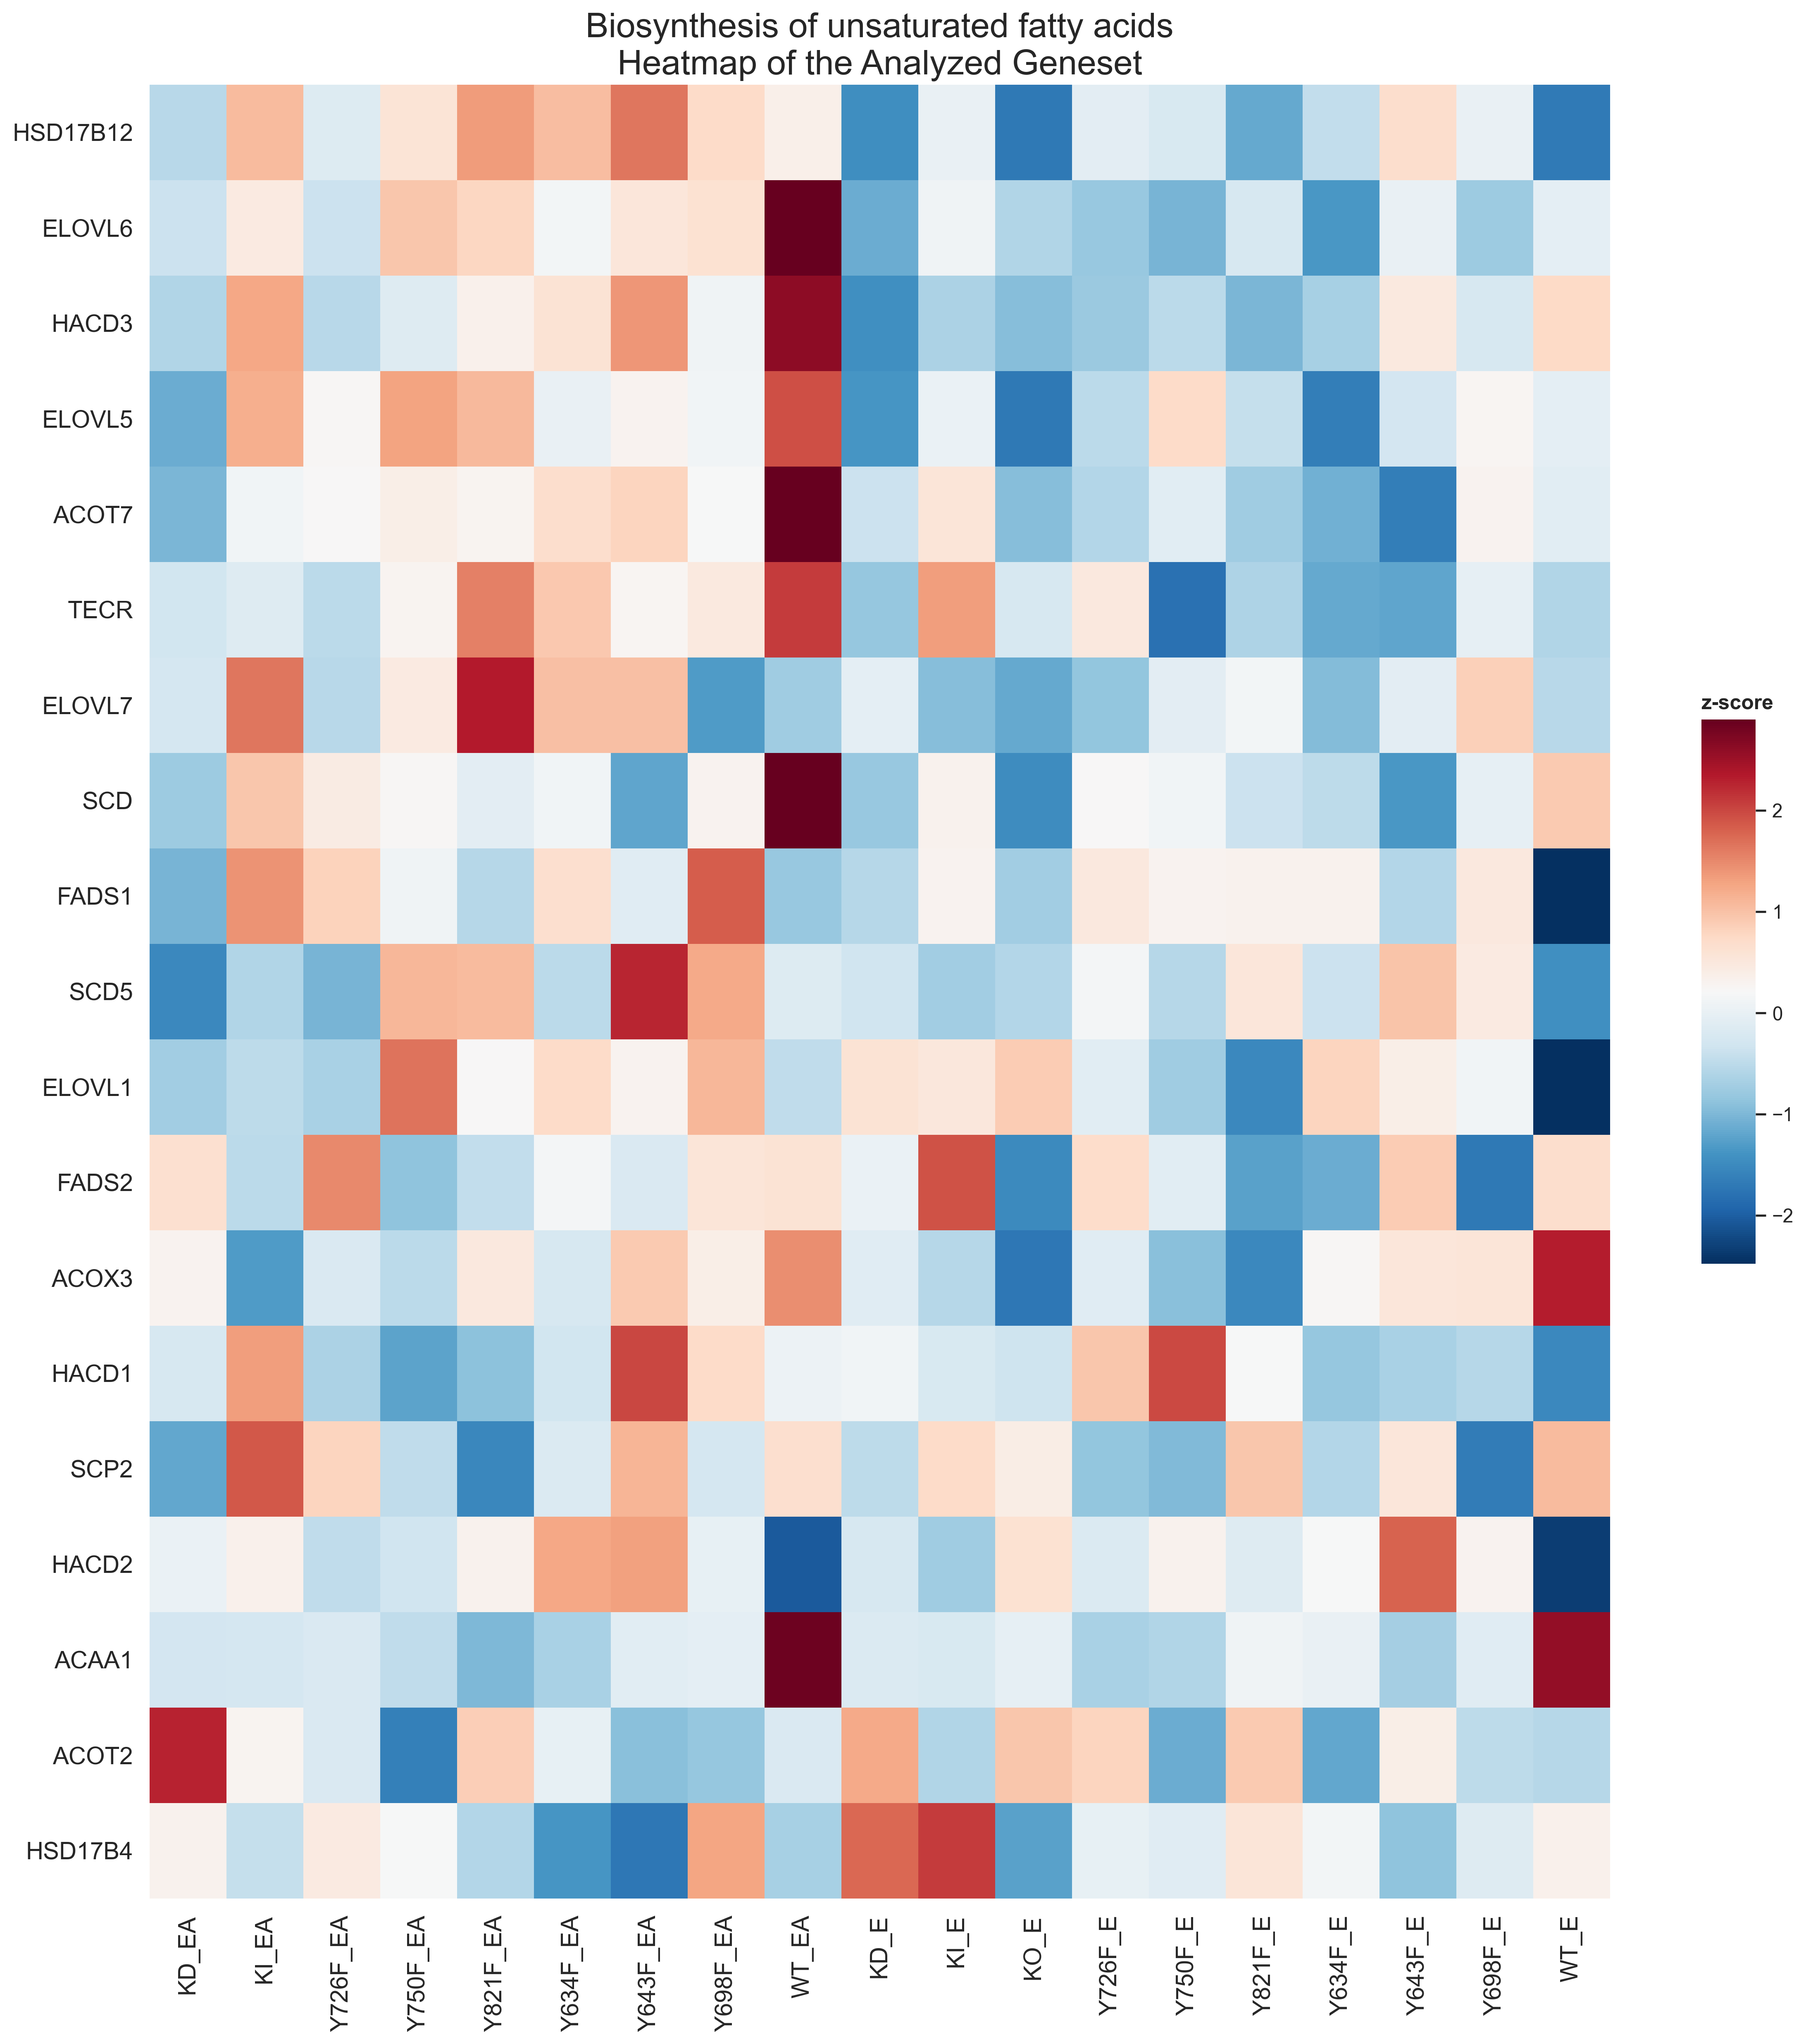 Biosynthesis of unsaturated fatty acids
Heatmap of the Analyzed Geneset
HSD17B12
ELOVL6
HACD3
ELOVL5
ACOT7
TECR
ELOVL7
SCD
FADS1
SCD5
ELOVL1
FADS2
ACOX3
HACD1
SCP2
HACD2
ACAA1
ACOT2
HSD17B4
KD_EA
KI_EA
Y726F_EA
Y750F_EA
Y821F_EA
Y634F_EA
Y643F_EA
Y698F_EA
WT_EA
KD_E
KI_E
KO_E
Y726F_E
Y750F_E
Y821F_E
Y634F_E
Y643F_E
Y698F_E
WT_E
z-score
2
1
0
−1
−2